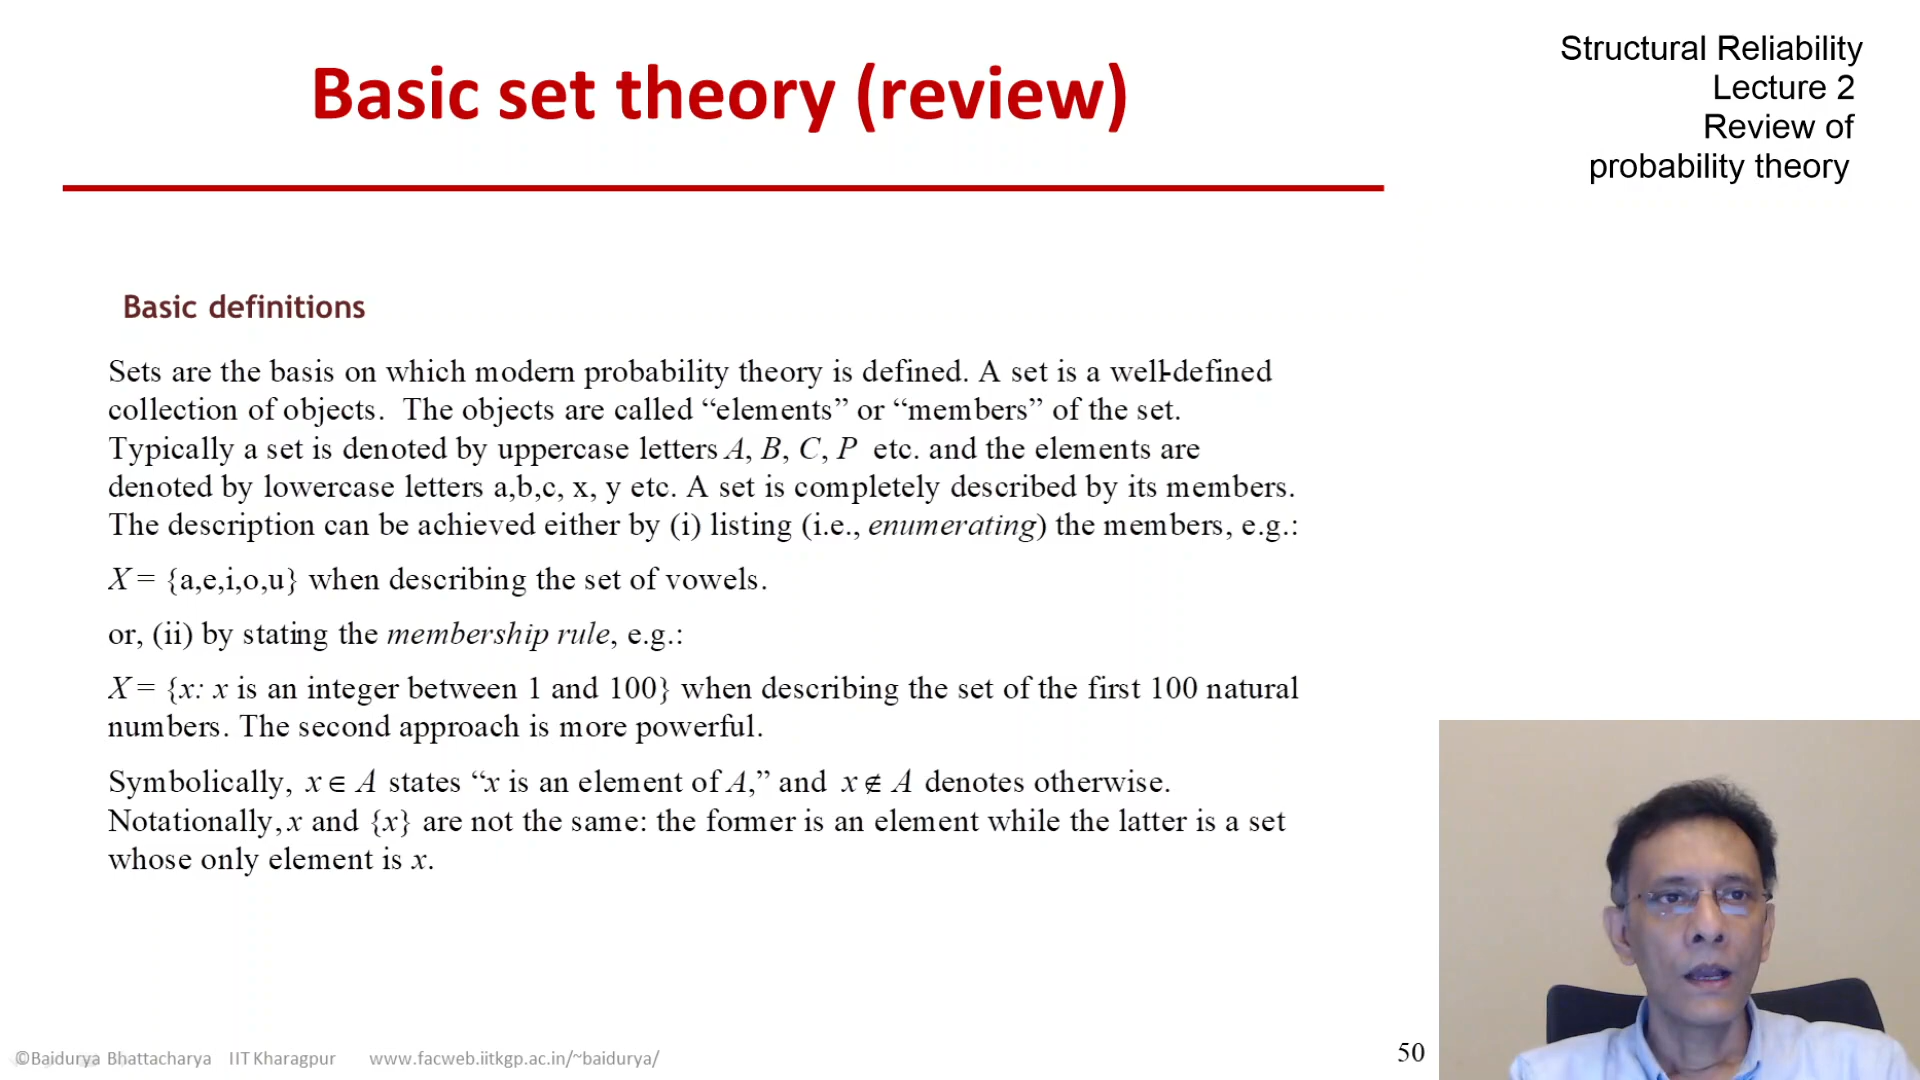 Basic set theory (review)
Structural Reliability
Lecture 2
Review of
probability theory
Basic definitions
Sets are the basis on which modern probability theory is defined. A set is a well-defined
collection of objects.  The objects are called “elements” or “members” of the set.
Typically a set is denoted by uppercase letters A, B, C, P etc. and the elements are
denoted by lowercase letters a,b,c, x, y etc. A set is completely described by its members.
The description can be achieved either by (i) listing (i.e., enumerating) the members, e.g.:
X = {a,e,i,o,u} when describing the set of vowels.
or, (ii) by stating the membership rule, e.g.:
X = {x: x is an integer between 1 and 100} when describing the set of the first 100 natural
numbers. The second approach is more powerful.
Symbolically, x ∈ A states “x is an element of A,” and x ∉ A denotes otherwise.
Notationally, x and {x} are not the same: the former is an element while the latter is a set
whose only element is x.
©Baidurya Bhattacharya IIT Kharagpur www.facweb.iitkgp.ac.in/~baidurya/
50